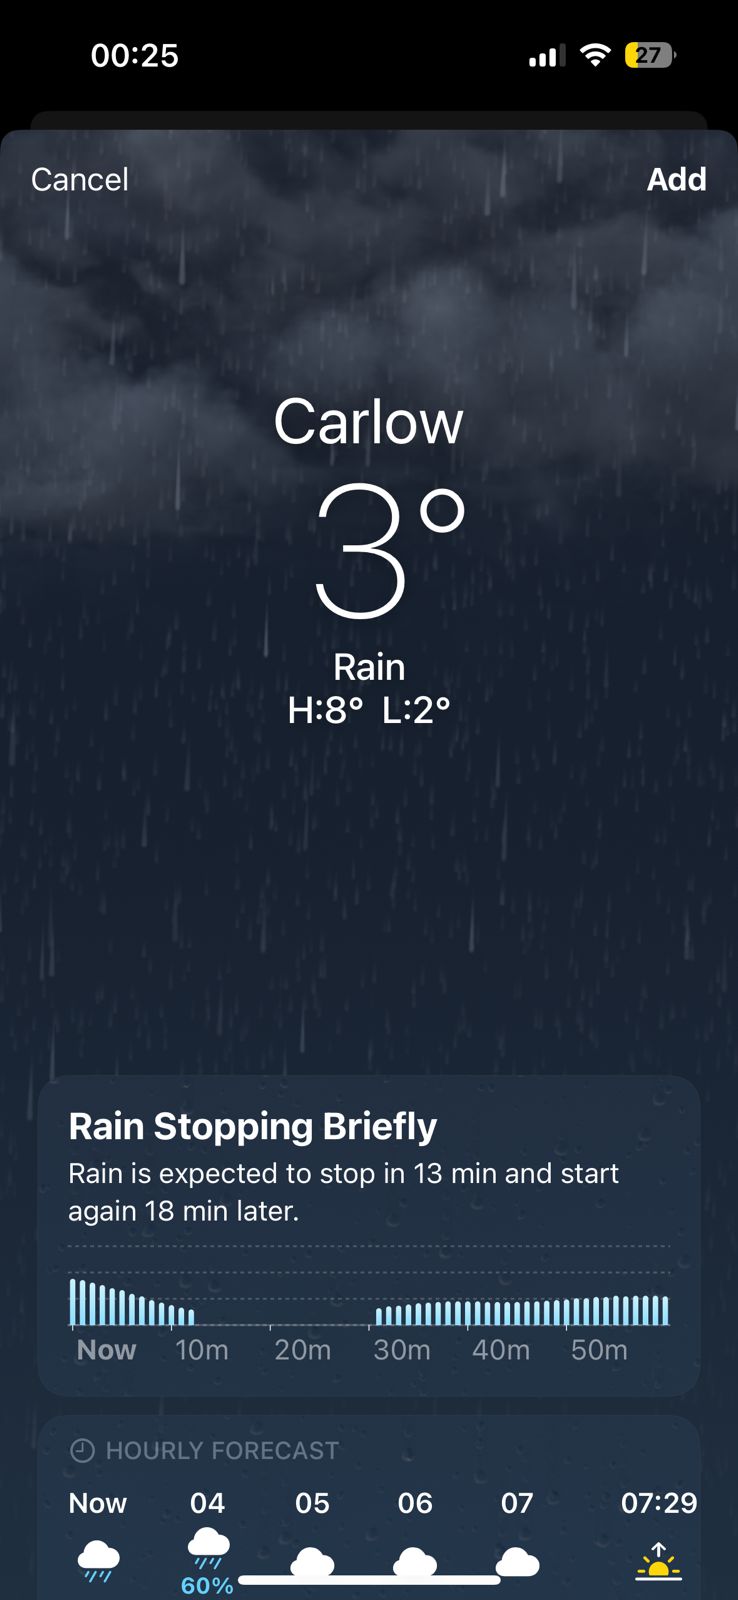 00:25
27
Cancel
Add
Carlow
3°
Rain
H:8° L:2°
Rain Stopping Briefly
Rain is expected to stop in 13 min and start
again 18 min later.
Now 10m 20m 30m 40m 50m
HOURLY FORECAST
Now 04 05 06 07 07:29
60%